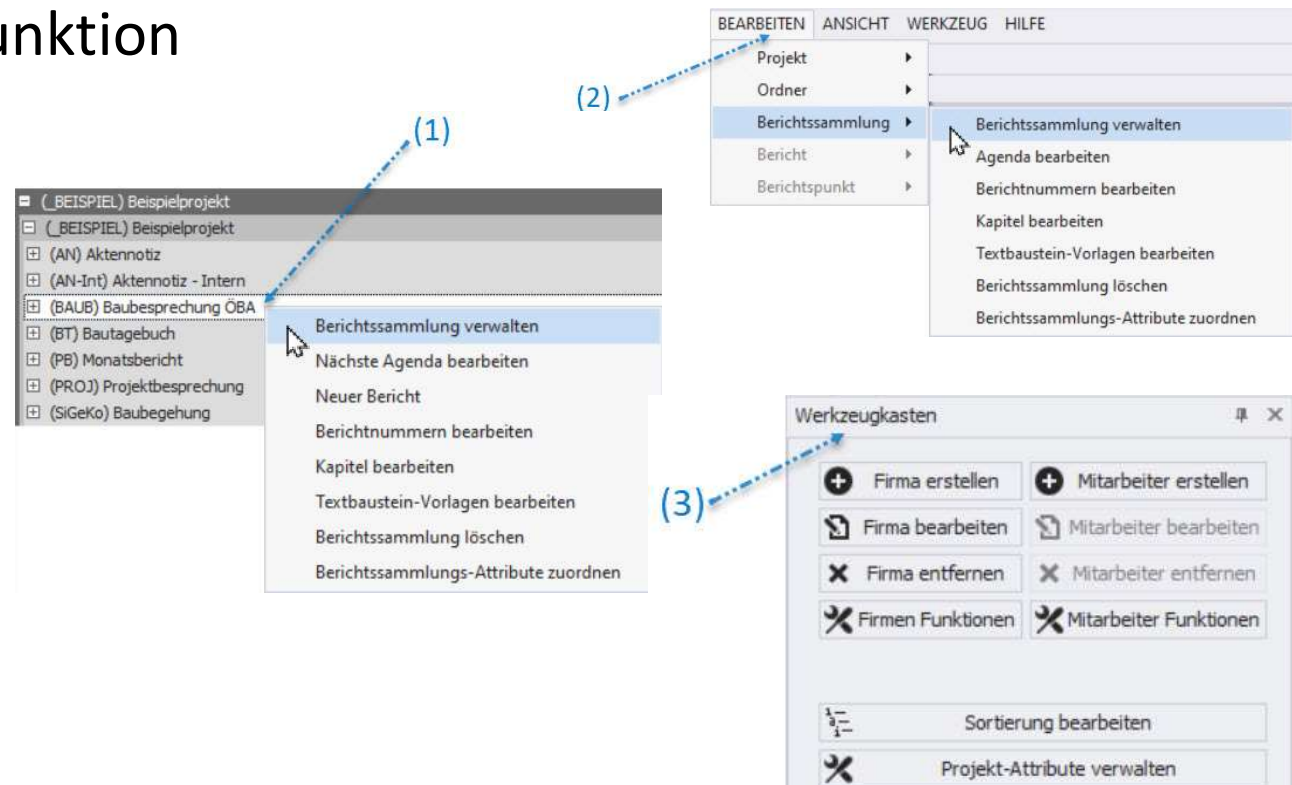 unktion
BEARBEITEN ANSICHT WERKZEUG HILFE
Projekt
Ordner
Berichtssammlung
Bericht
Berichtspunkt
Berichtssammlung verwalten
Agenda bearbeiten
Berichtnummern bearbeiten
Kapitel bearbeiten
Textbaustein-Vorlagen bearbeiten
Berichtssammlung löschen
Berichtssammlungs-Attribute zuordnen
(2)
(1)
(_BEISPIEL) Beispielprojekt
(_BEISPIEL) Beispielprojekt
(AN) Aktennotiz
(AN-Int) Aktennotiz - Intern
(BAUB) Baubesprechung ÖBA
(BT) Bautagebuch
(PB) Monatsbericht
(PROJ) Projektbesprechung
(SiGeKo) Baubegehung
Berichtssammlung verwalten
Nächste Agenda bearbeiten
Neuer Bericht
Berichtnummern bearbeiten
Kapitel bearbeiten
Textbaustein-Vorlagen bearbeiten
Berichtssammlung löschen
Berichtssammlungs-Attribute zuordnen
(3)
Werkzeugkasten
Firma erstellen Mitarbeiter erstellen
Firma bearbeiten Mitarbeiter bearbeiten
Firma entfernen Mitarbeiter entfernen
Firmen Funktionen Mitarbeiter Funktionen
Sortierung bearbeiten
Projekt-Attribute verwalten